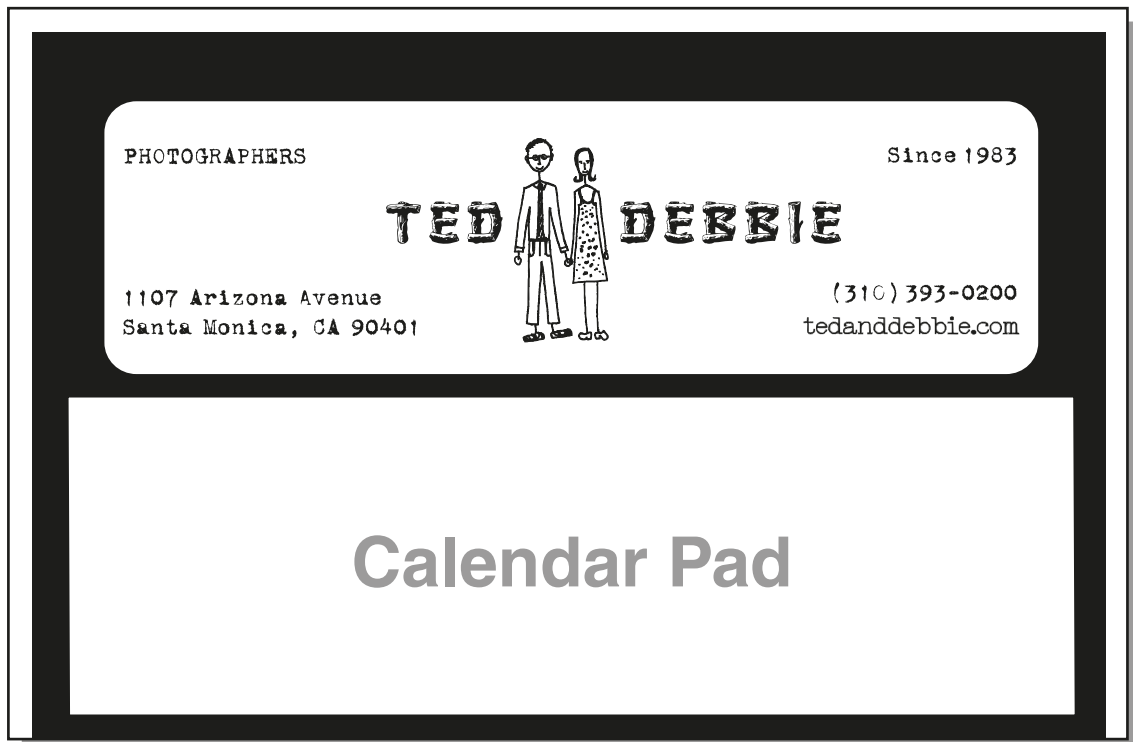 PHOTOGRAPHERS
Since 1983
TED DEBBIE
1107 Arizona Avenue
Santa Monica, CA 90401
(310) 393-0200
tedanddebbie.com
Calendar Pad